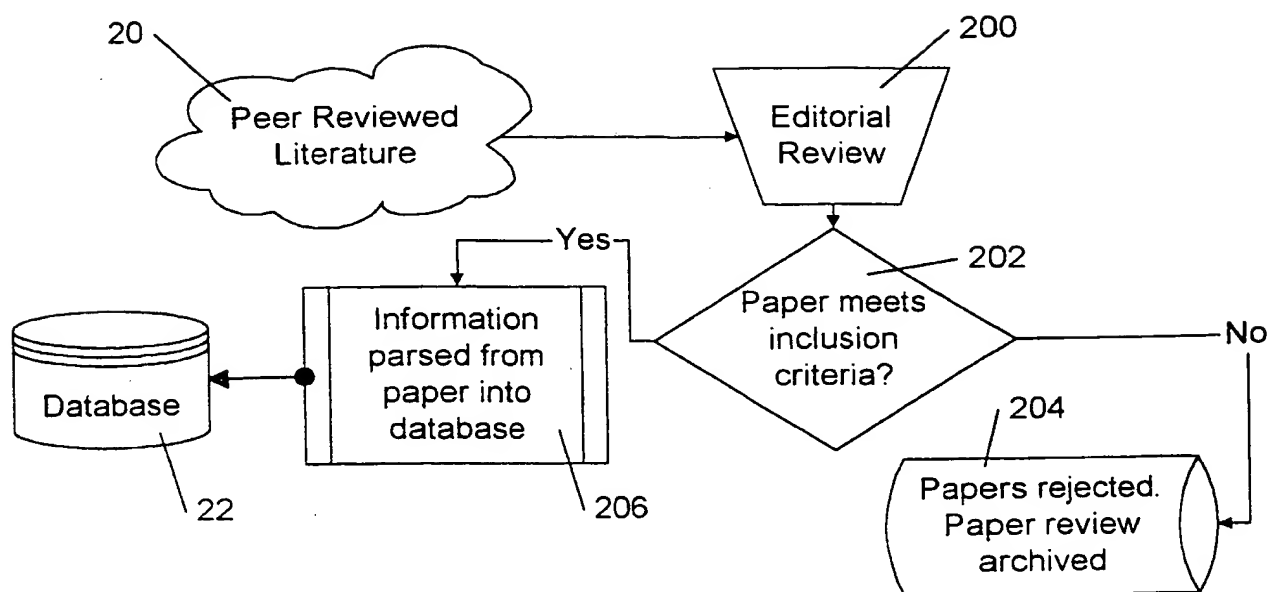 20
200
Peer Reviewed
Literature
Editorial
Review
Yes
202
Paper meets
inclusion
criteria?
No
Information
parsed from
paper into
database
Database
22
206
204
Papers rejected.
Paper review
archived